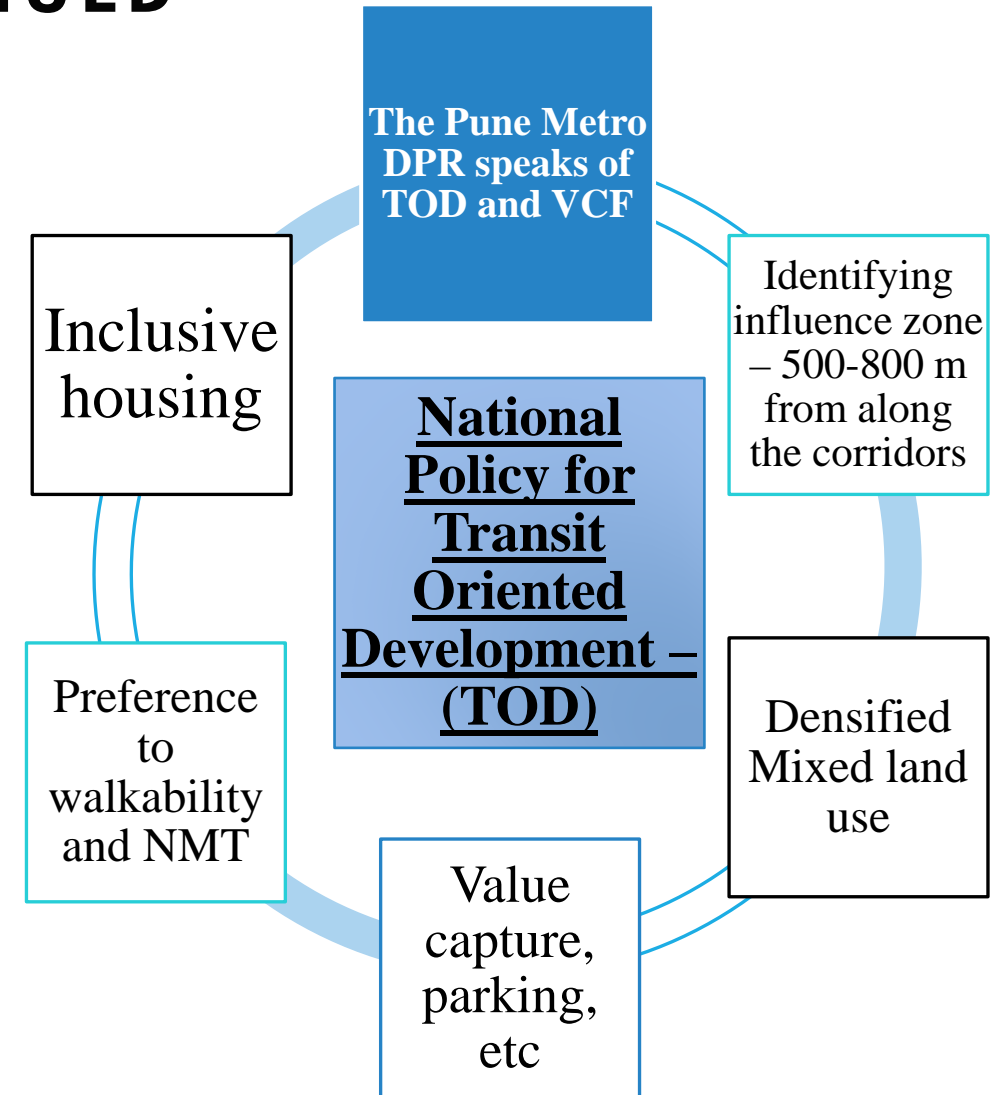 The Pune Metro
DPR speaks of
TOD and VCF
Identifying
influence zone
– 500-800 m
from along
the corridors
Densified
Mixed land
use
Value
capture,
parking,
etc
Preference
to
walkability
and NMT
Inclusive
housing
National
Policy for
Transit
Oriented
Development –
(TOD)